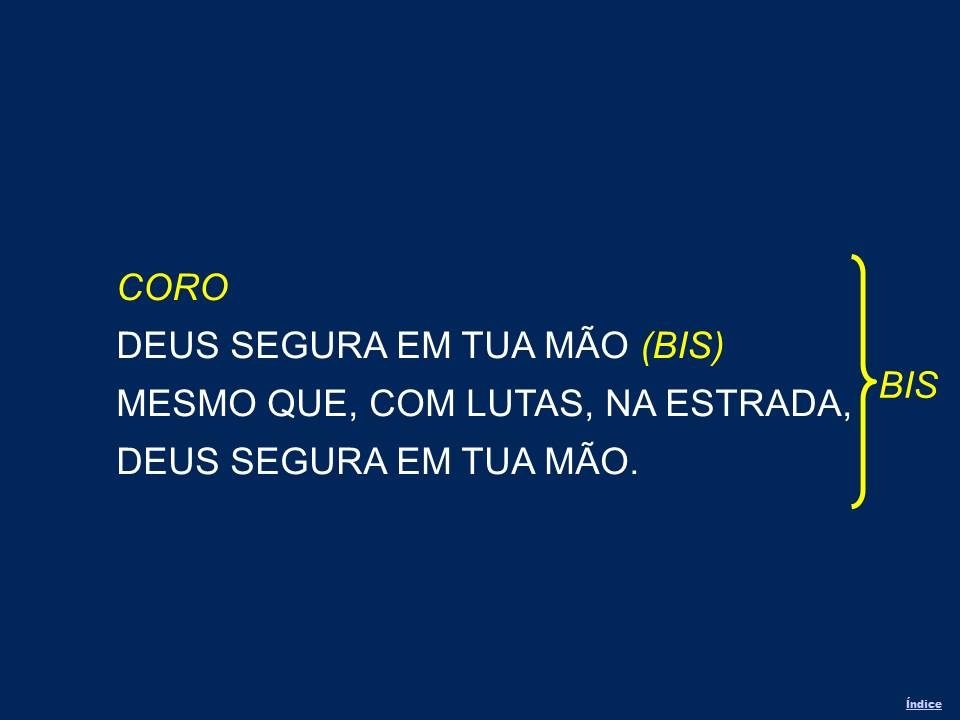 CORO
DEUS SEGURA EM TUA MÃO (BIS)
MESMO QUE, COM LUTAS, NA ESTRADA,
DEUS SEGURA EM TUA MÃO.
BIS
Índice